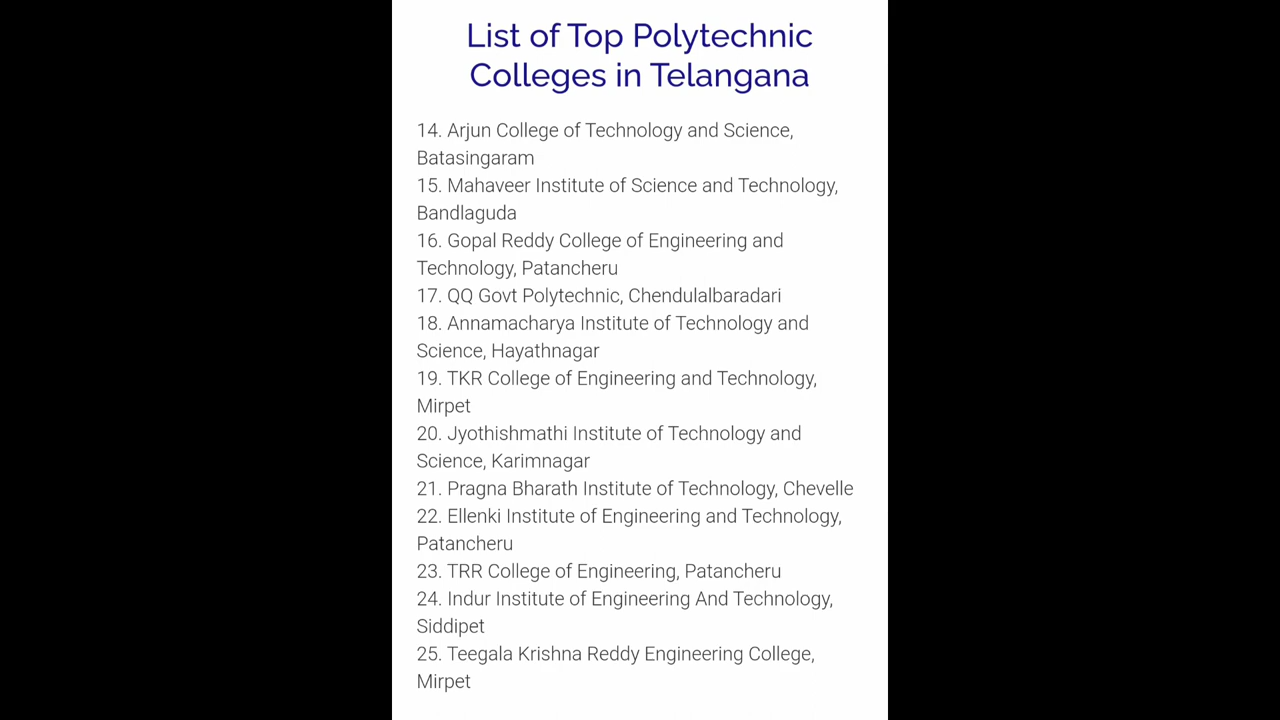 List of Top Polytechnic
Colleges in Telangana
14. Arjun College of Technology and Science,
Batasingaram
15. Mahaveer Institute of Science and Technology,
Bandlaguda
16. Gopal Reddy College of Engineering and
Technology, Patancheru
17. QQ Govt Polytechnic, Chendulalbaradari
18. Annamacharya Institute of Technology and
Science, Hayathnagar
19. TKR College of Engineering and Technology,
Mirpet
20. Jyothishmathi Institute of Technology and
Science, Karimnagar
21. Pragna Bharath Institute of Technology, Chevelle
22. Ellenki Institute of Engineering and Technology,
Patancheru
23. TRR College of Engineering, Patancheru
24. Indur Institute of Engineering And Technology,
Siddipet
25. Teegala Krishna Reddy Engineering College,
Mirpet